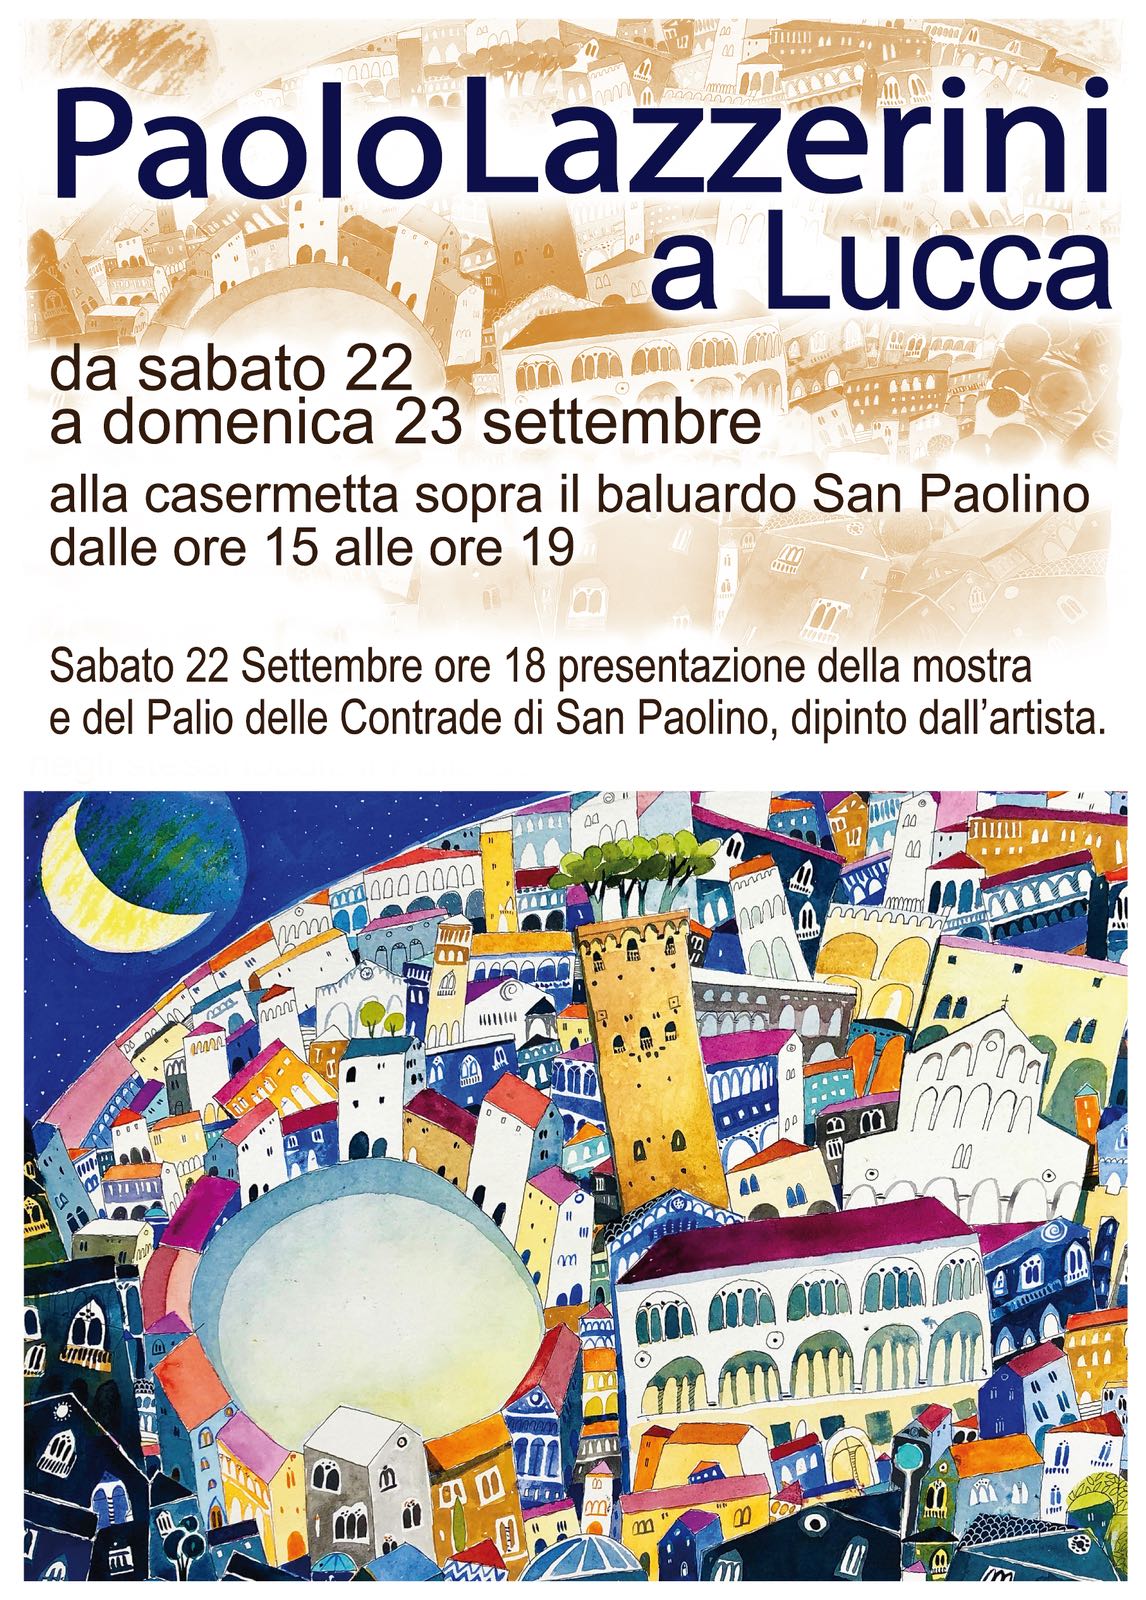 Paolo Lazzerini
a Lucca
da sabato 22
a domenica 23 settembre
alla casermetta sopra il baluardo San Paolino
dalle ore 15 alle ore 19
Sabato 22 Settembre ore 18 presentazione della mostra
e del Palio delle Contrade di San Paolino, dipinto dall'artista.